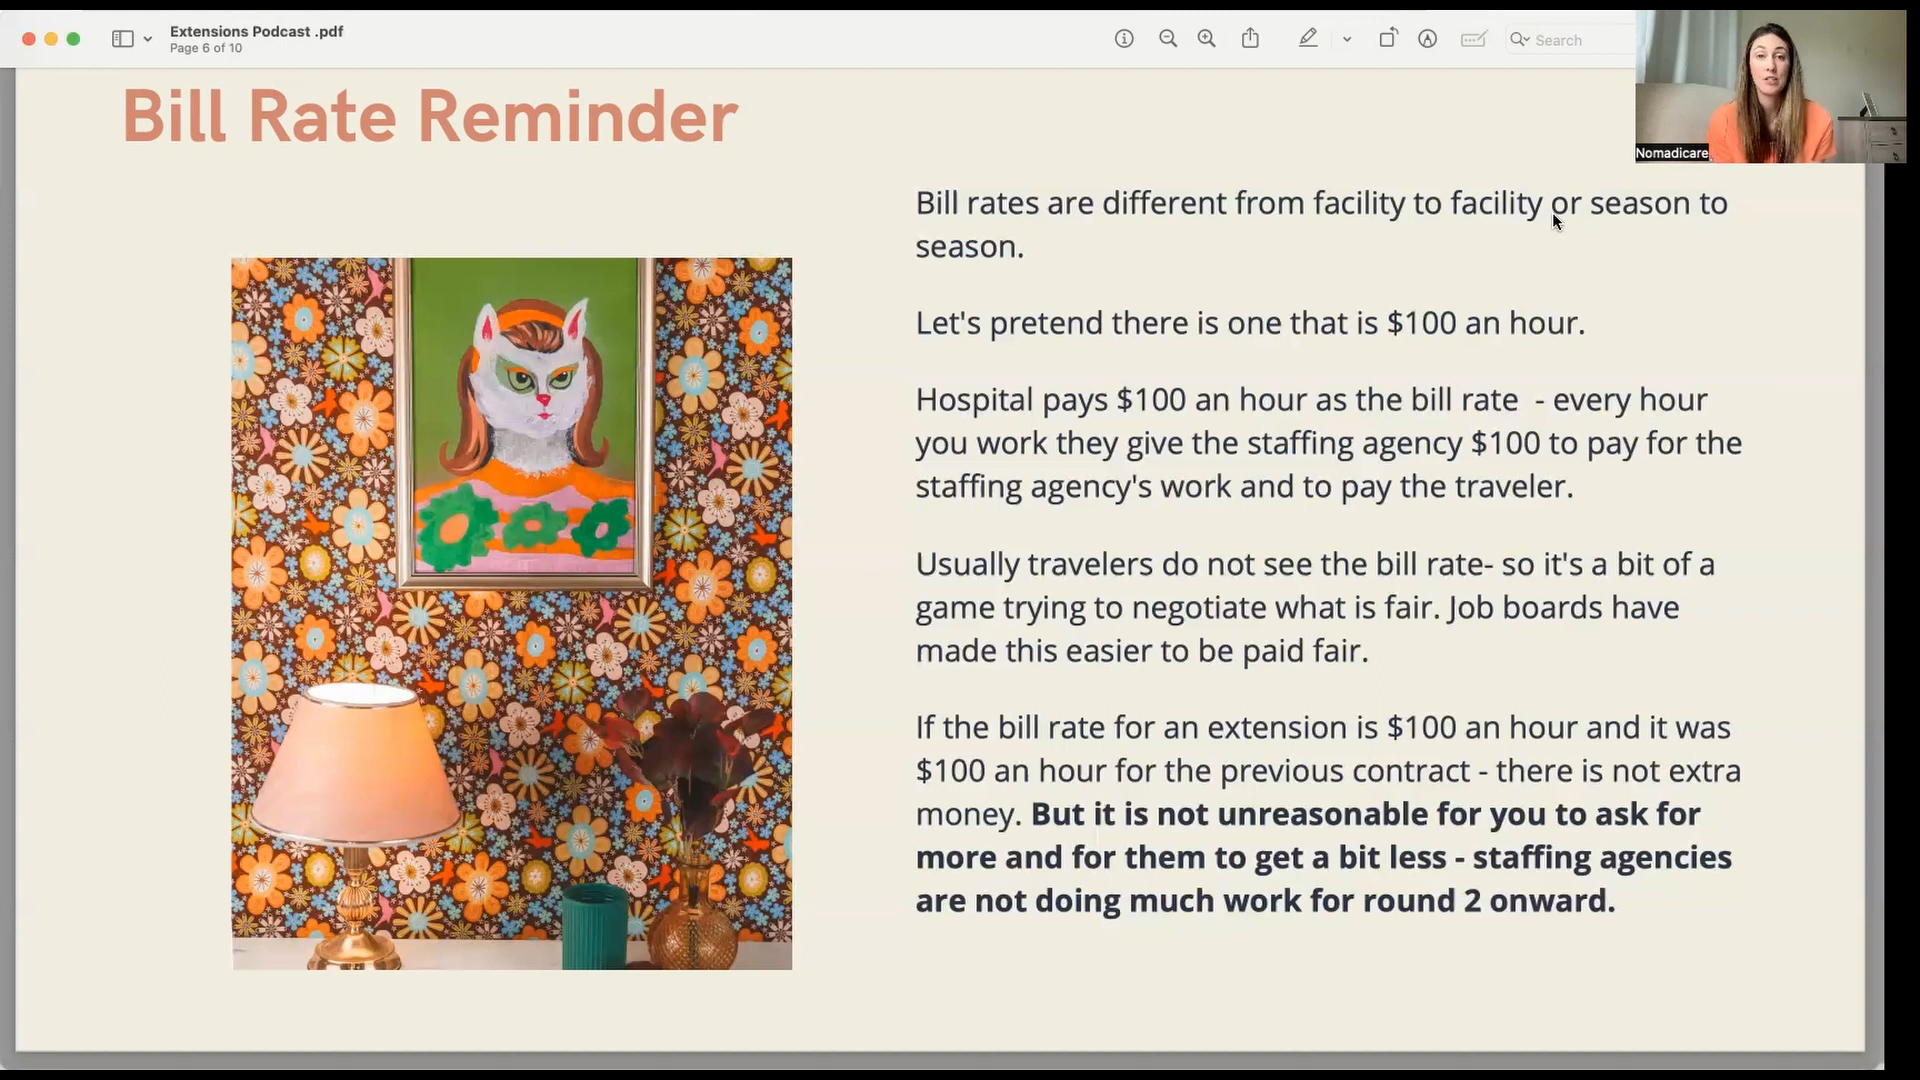 Extensions Podcast .pdf
Page 6 of 10
Search
Nomadicare
Bill Rate Reminder
Bill rates are different from facility to facility or season to
season.
Let's pretend there is one that is $100 an hour.
Hospital pays $100 an hour as the bill rate  - every hour
you work they give the staffing agency $100 to pay for the
staffing agency's work and to pay the traveler.
Usually travelers do not see the bill rate- so it's a bit of a
game trying to negotiate what is fair. Job boards have
made this easier to be paid fair.
If the bill rate for an extension is $100 an hour and it was
$100 an hour for the previous contract - there is not extra
money. But it is not unreasonable for you to ask for
more and for them to get a bit less - staffing agencies
are not doing much work for round 2 onward.